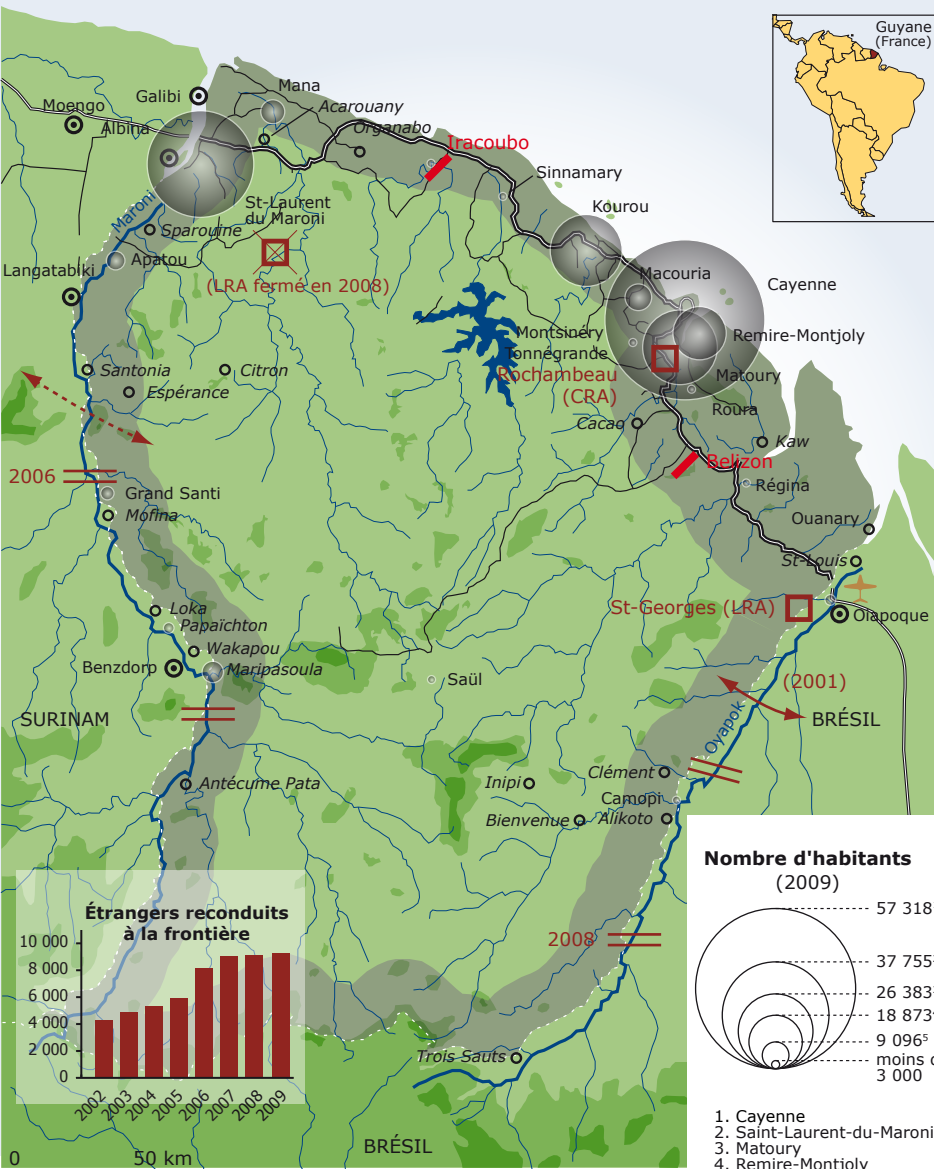 Guyane
(France)
Mana
Galibi
Acarouany
Moengo
Albina
Organabo
Iracoubo
Sinnamary
Maroni
St-Laurent
du Maroni
Kourou
Sparouine
Langatabiki
Apatou
(LRA fermé en 2008)
Macouria
Cayenne
Montsinéry
Tonnégrande
Remire-Montjoly
Rochambeau
(CRA)
Matoury
Santonia
Citron
Espérance
Roura
Cacao
Kaw
Belizon
2006
Régina
Grand Santi
Mofina
Ouanary
St-Louis
Loka
Papaïchton
St-Georges (LRA)
Oiapoque
Wakapou
Benzdorp
Maripasoula
Saül
(2001)
SURINAM
Oyapok
BRÉSIL
Antécume Pata
Inipi
Clément
Camopi
Bienvenue
Alikoto
2008
Trois Sauts
BRÉSIL
0
50 km
Étrangers reconduits
à la frontière
10 000
8 000
6 000
4 000
2 000
0
2002
2003
2004
2005
2006
2007
2008
2009
Nombre d'habitants
(2009)
57 318
37 755
26 383
18 873
9 096⁵
moins
3 000
1. Cayenne
2. Saint-Laurent-du-Maroni
3. Matoury
4. Remire-Montjoly